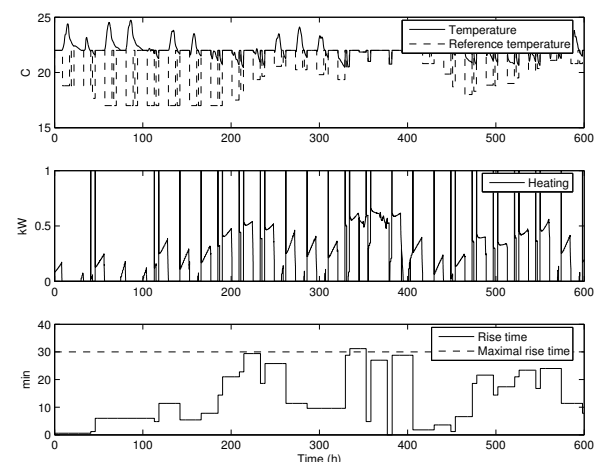 25
20
15
C
0 100 200 300 400 500 600
Temperature
Reference temperature
1
0.5
0
kW
0 100 200 300 400 500 600
Heating
40
30
20
10
0
min
0 100 200 300 400 500 600
Rise time
Maximal rise time
Time (h)